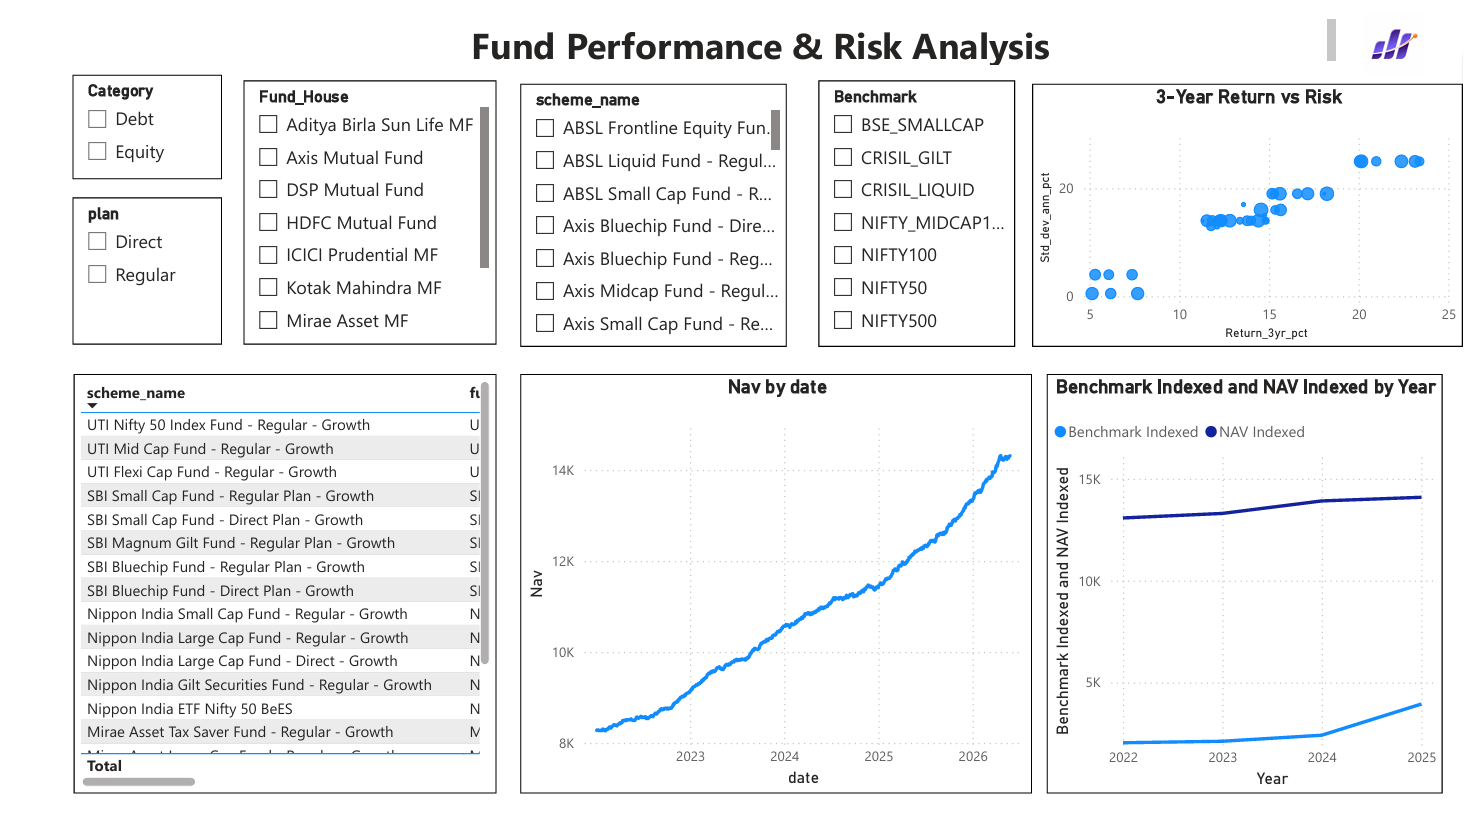 Fund Performance & Risk Analysis
Category
Debt
Equity
plan
Direct
Regular
Fund_House
Aditya Birla Sun Life MF
Axis Mutual Fund
DSP Mutual Fund
HDFC Mutual Fund
ICICI Prudential MF
Kotak Mahindra MF
Mirae Asset MF
scheme_name
ABSL Frontline Equity Fun...
ABSL Liquid Fund - Regul...
ABSL Small Cap Fund - R...
Axis Bluechip Fund - Dire...
Axis Bluechip Fund - Reg...
Axis Midcap Fund - Regul...
Axis Small Cap Fund - Re...
Benchmark
BSE_SMALLCAP
CRISIL_GILT
CRISIL_LIQUID
NIFTY_MIDCAP1...
NIFTY100
NIFTY50
NIFTY500
3-Year Return vs Risk
Std_dev_ann_pct
20
0
5 10 15 20 25
Return_3yr_pct
scheme_name fu
UTI Nifty 50 Index Fund - Regular - Growth U
UTI Mid Cap Fund - Regular - Growth U
UTI Flexi Cap Fund - Regular - Growth U
SBI Small Cap Fund - Regular Plan - Growth SI
SBI Small Cap Fund - Direct Plan - Growth SI
SBI Magnum Gilt Fund - Regular Plan - Growth SI
SBI Bluechip Fund - Regular Plan - Growth SI
SBI Bluechip Fund - Direct Plan - Growth SI
Nippon India Small Cap Fund - Regular - Growth N
Nippon India Large Cap Fund - Regular - Growth N
Nippon India Large Cap Fund - Direct - Growth N
Nippon India Gilt Securities Fund - Regular - Growth N
Nippon India ETF Nifty 50 BeES N
Mirae Asset Tax Saver Fund - Regular - Growth M
Total
Nav by date
Nav
14K
12K
10K
8K
2023 2024 2025 2026
date
Benchmark Indexed and NAV Indexed by Year
Benchmark Indexed NAV Indexed
Benchmark Indexed and NAV Indexed
15K
10K
5K
2022 2023 2024 2025
Year